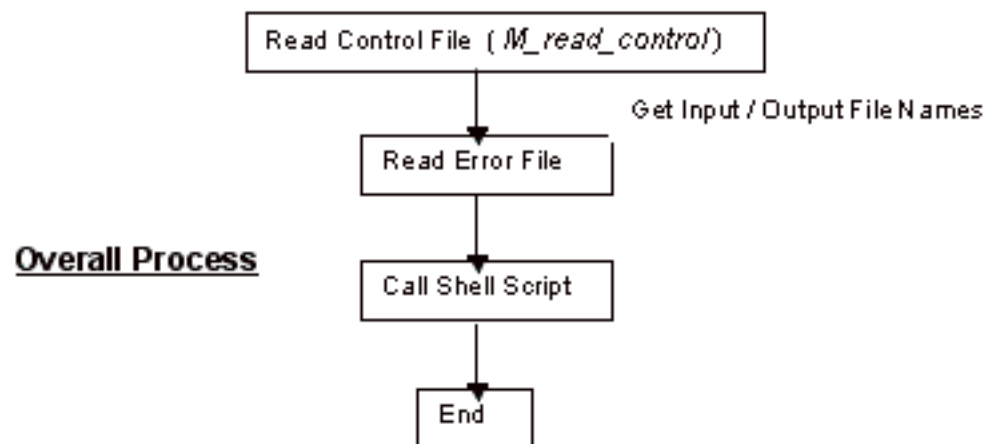 Read Control File ( M_read_control)
Get Input / Output File Names
Read Error File
Overall Process
Call Shell Script
End